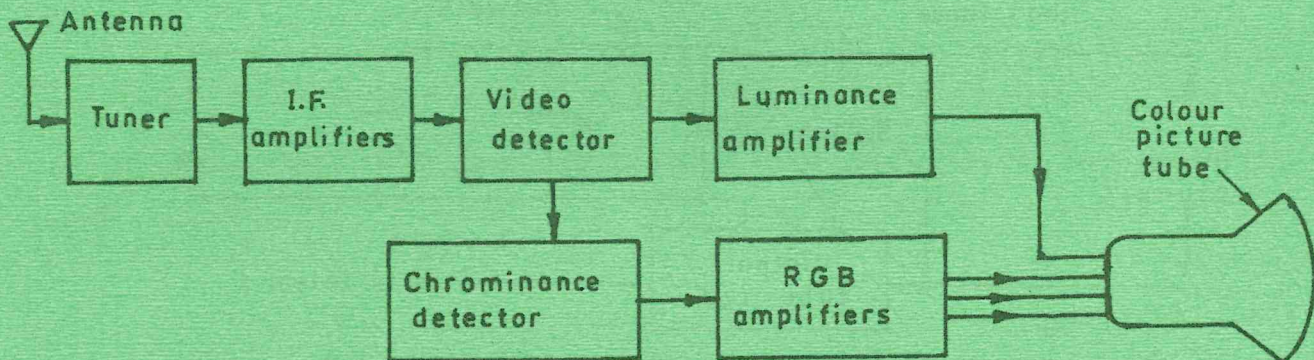 Antenna
Tuner
I.F.
amplifiers
Video
detector
Luminance
amplifier
Colour
picture
tube
Chrominance
detector
RGB
amplifiers